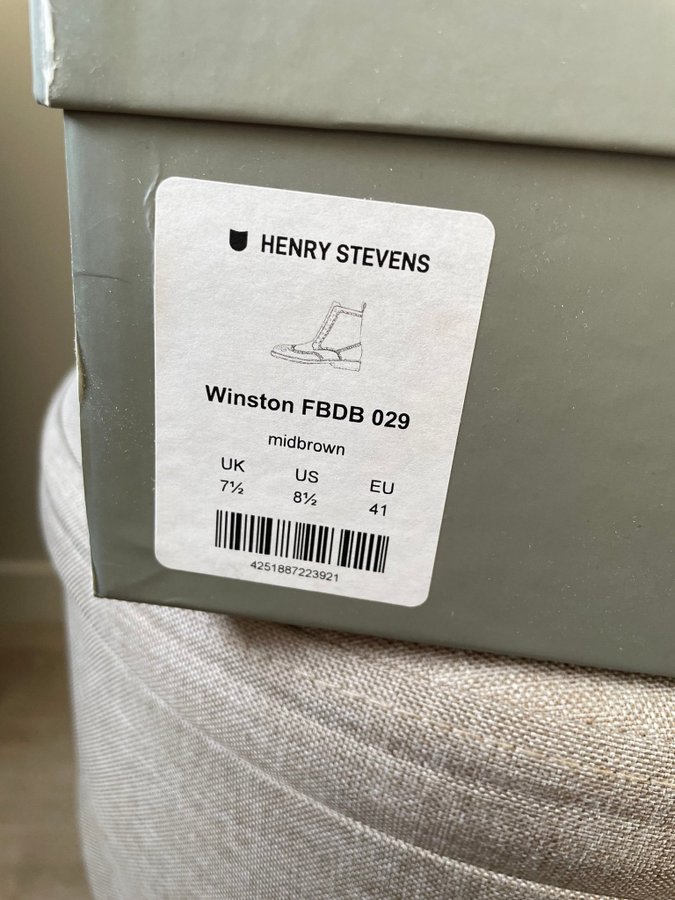 HENRY STEVENS
Winston FBDB 029
midbrown
UK US EU
7½ 8½ 41
4251887223921